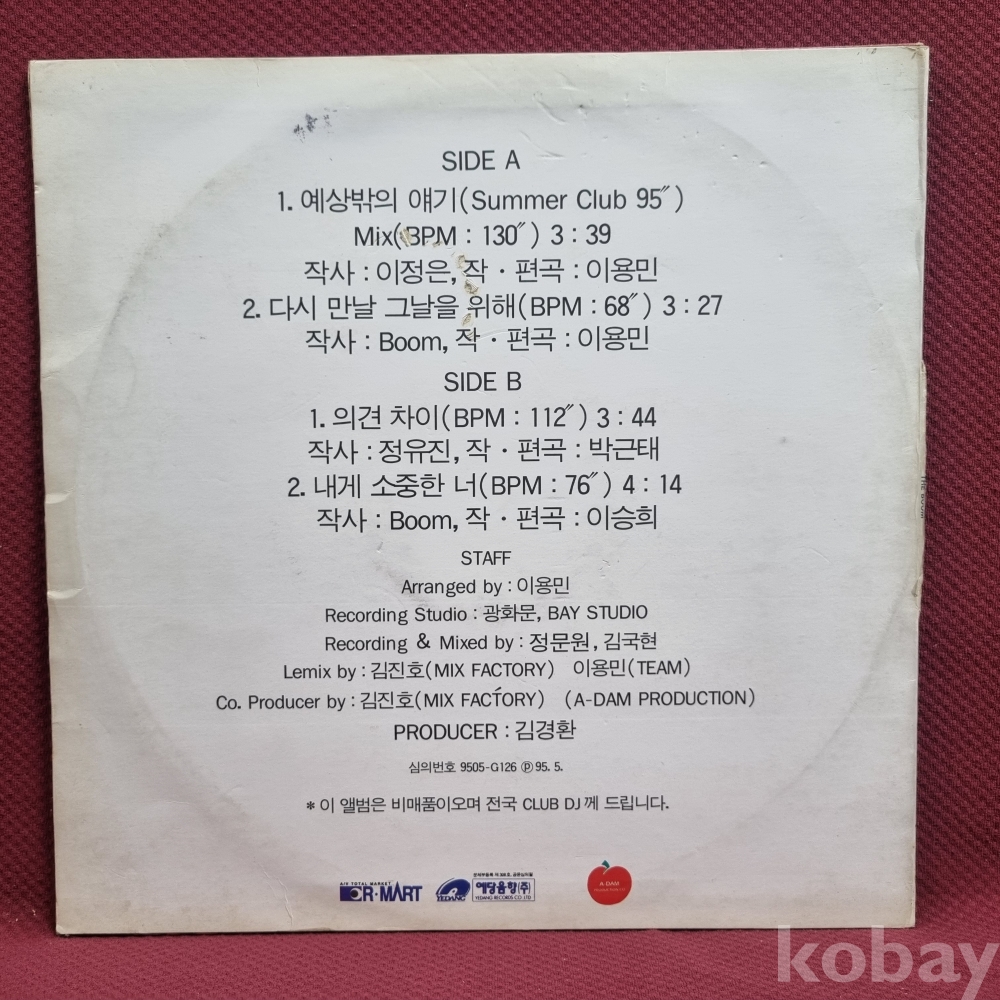 SIDE A
1. 예상밖의 얘기(Summer Club 95″)
Mix(BPM : 130″) 3 : 39
작사 : 이정은, 작 · 편곡 : 이용민
2. 다시 만날 그날을 위해(BPM : 68″) 3 : 27
작사 : Boom, 작 · 편곡 : 이용민
SIDE B
1. 의견 차이(BPM : 112″) 3 : 44
작사 : 정유진, 작 · 편곡 : 박근태
2. 내게 소중한 너(BPM : 76″) 4 : 14
작사 : Boom, 작 · 편곡 : 이승희
STAFF
Arranged by : 이용민
Recording Studio : 광화문, BAY STUDIO
Recording & Mixed by : 정문원, 김국현
Lemix by : 김진호(MIX FACTORY) 이용민(TEAM)
Co. Producer by : 김진호(MIX FACTORY) (A-DAM PRODUCTION)
PRODUCER : 김경환
심의번호 9505-G126 ⓟ 95. 5.
* 이 앨범은 비매품이오며 전국 CLUB DJ께 드립니다.
A/V TOTAL MARKET
MART
YEDANG
예당음향(주)
YEDANG RECORDS CO. LTD
A-DAM
kobay